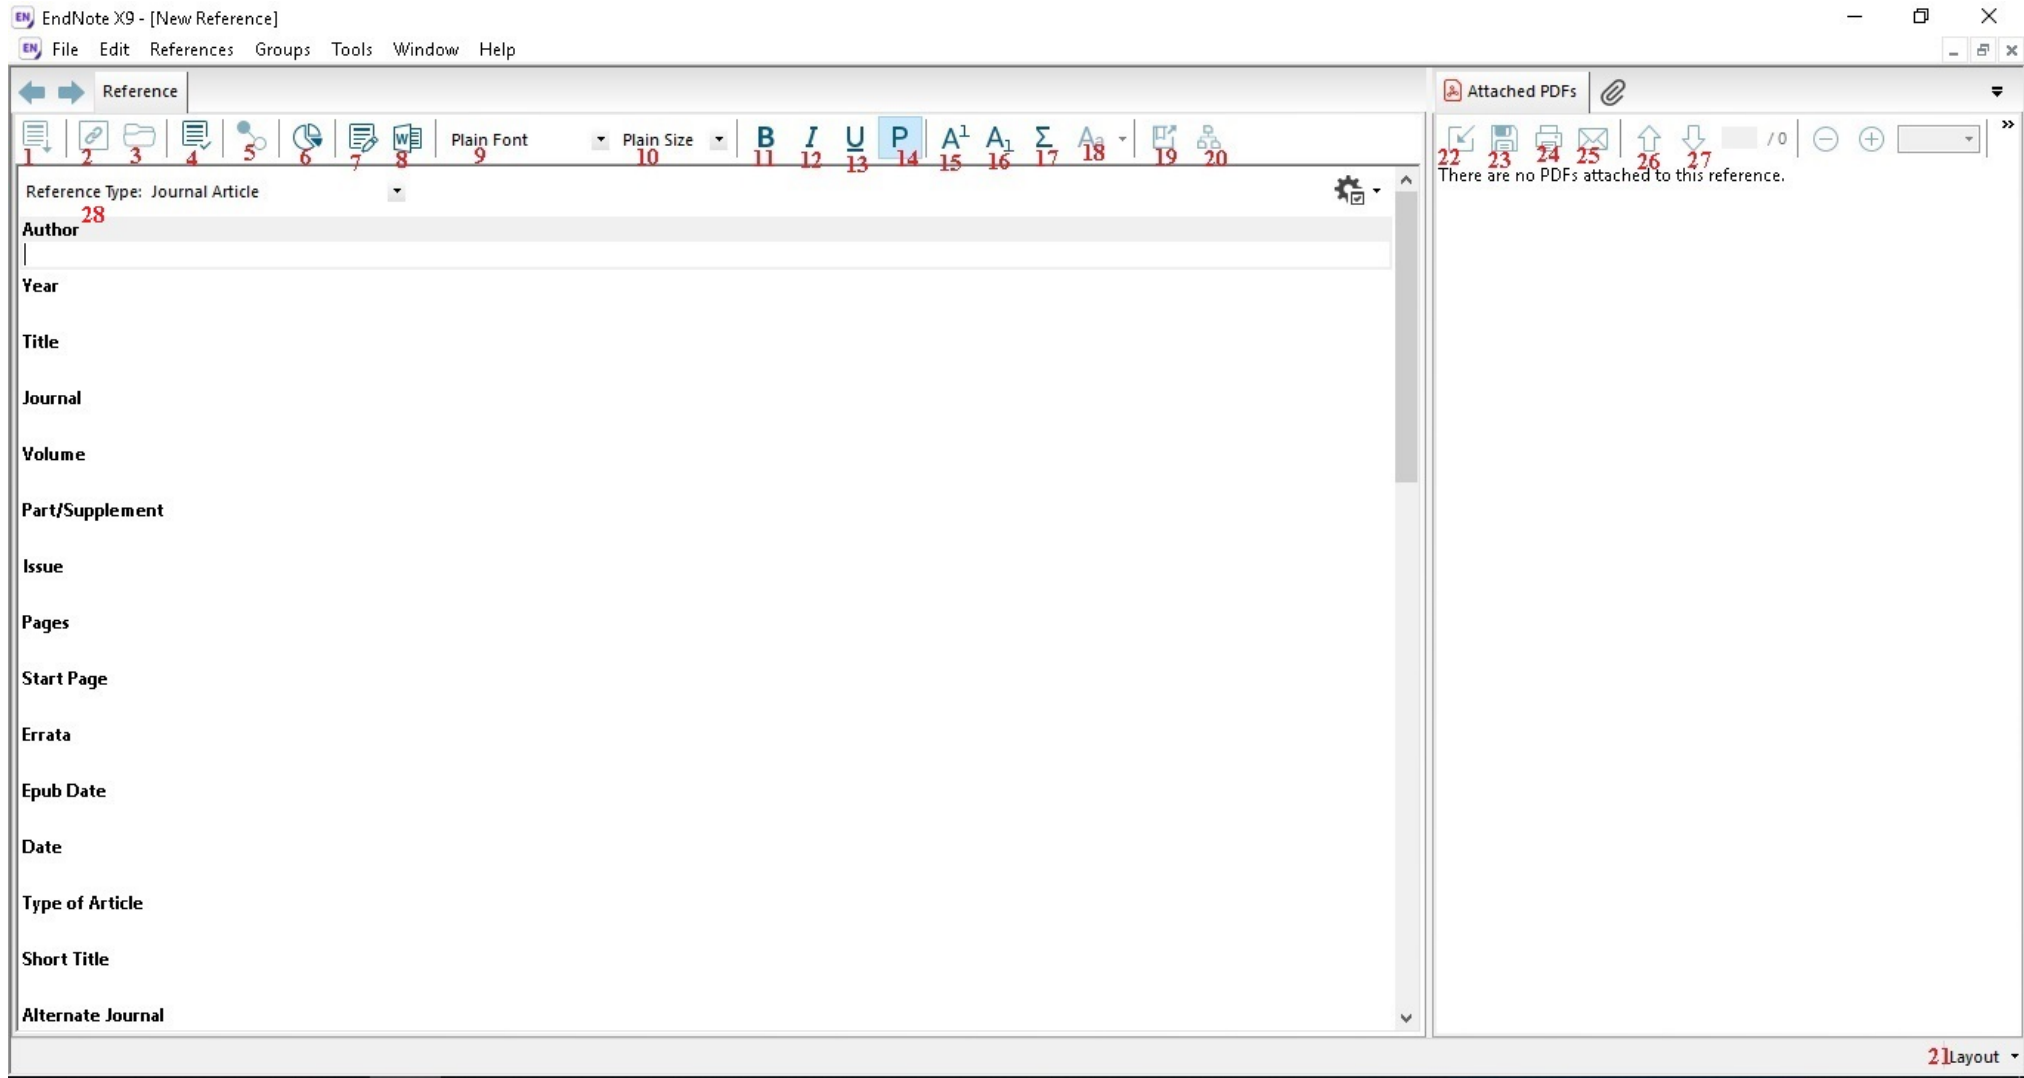 EndNote X9 - [New Reference]
File Edit References Groups Tools Window Help
Reference
Attached PDFs
Plain Font Plain Size B I U P A1 A1 Σ Aa / 0 »
1 2 3 4 5 6 7 8 9 10 11 12 13 14 15 16 17 18 19 20 22 23 24 25 26 27
Reference Type: Journal Article
There are no PDFs attached to this reference.
28
Author
Year
Title
Journal
Volume
Part/Supplement
Issue
Pages
Start Page
Errata
Epub Date
Date
Type of Article
Short Title
Alternate Journal
21 Layout